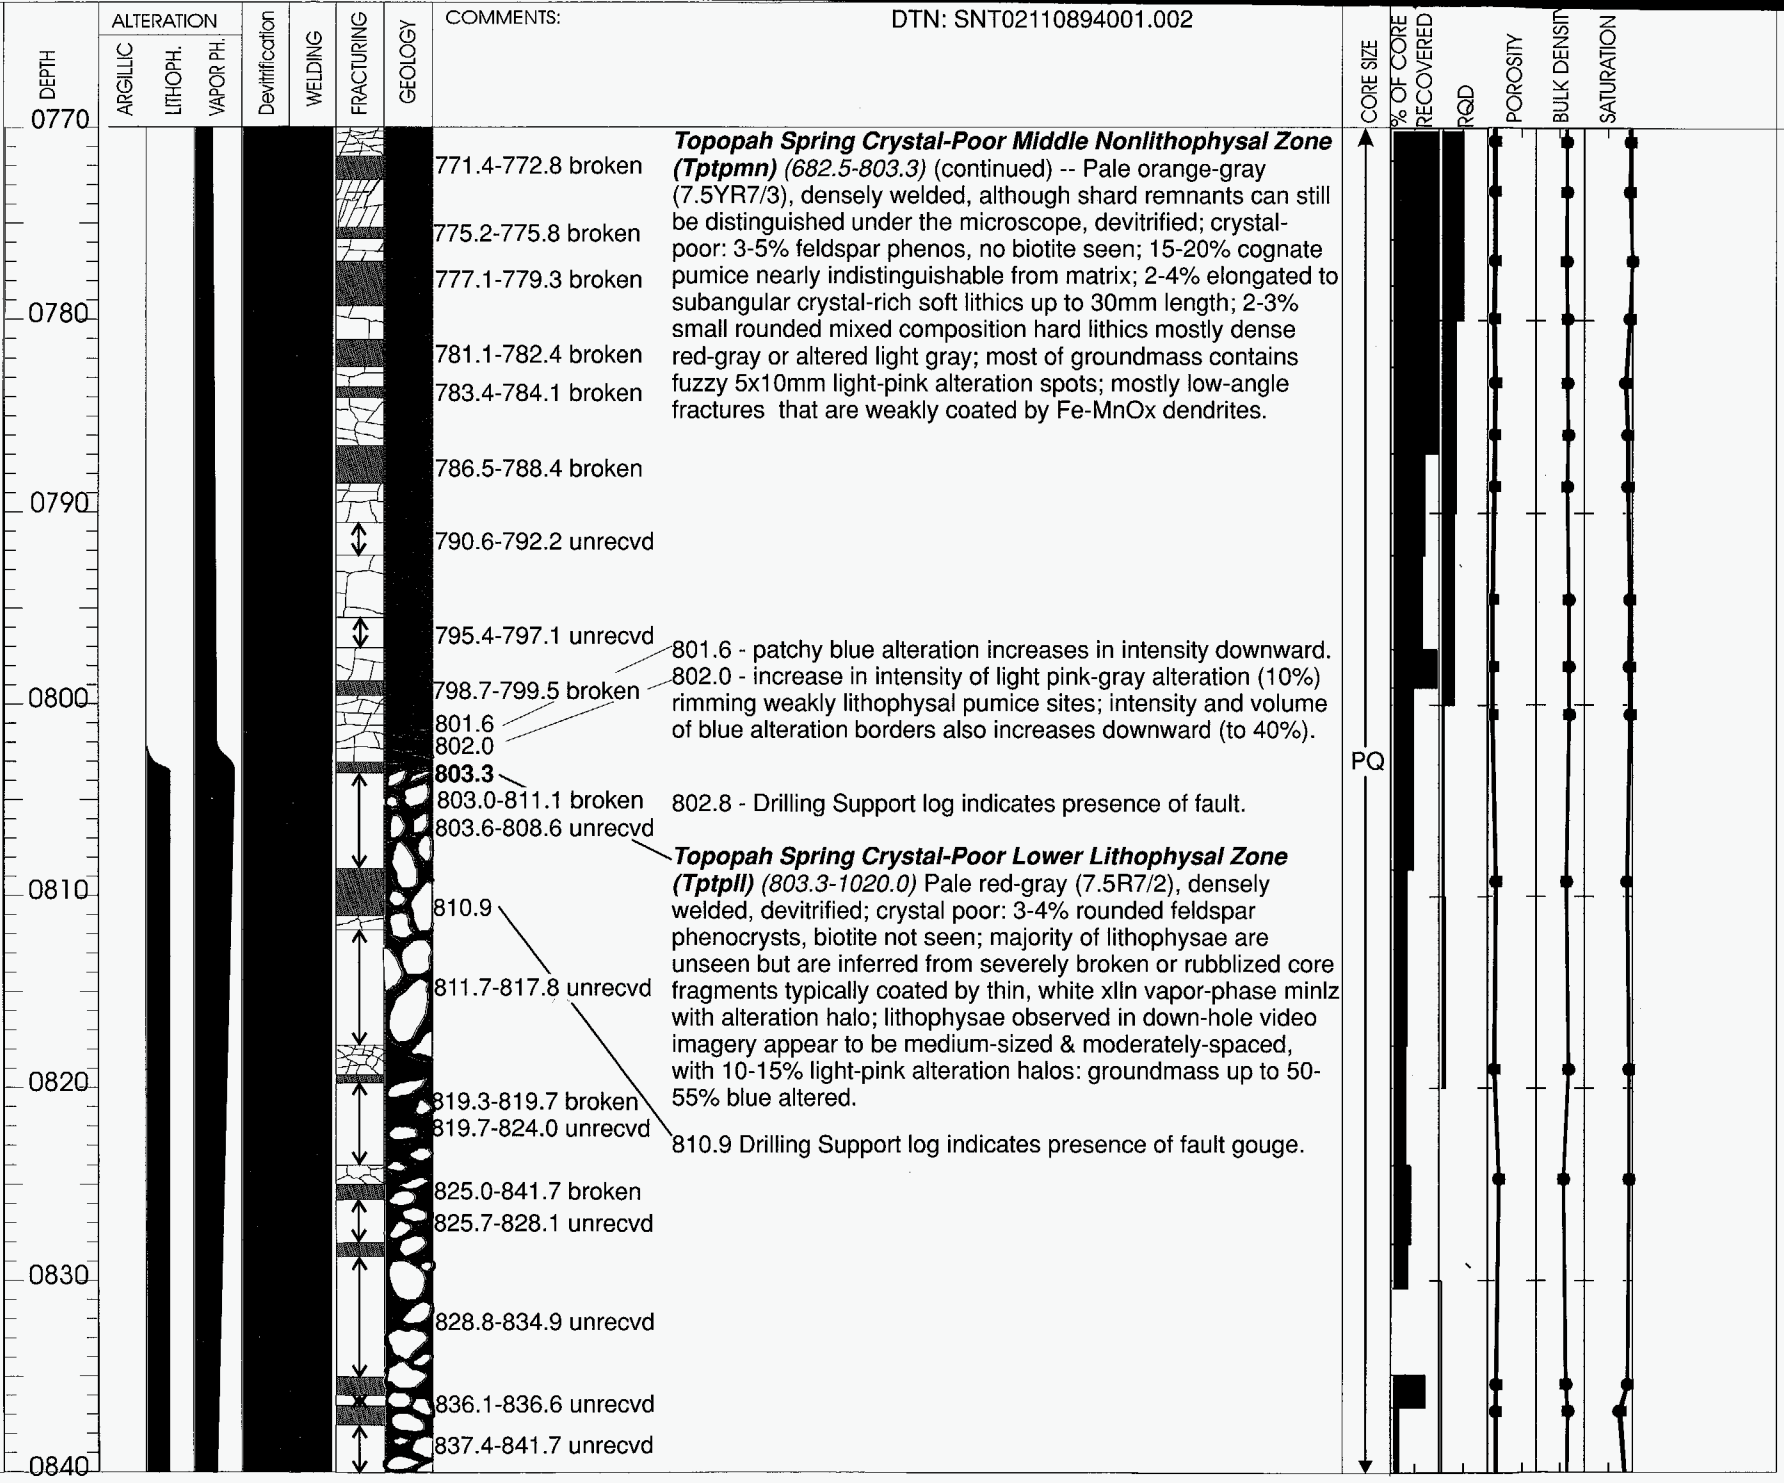 ALTERATION
COMMENTS:
DTN: SNT02110894001.002
DEPTH
ARGILLIC
LITHOPH.
VAPOR PH.
Devitrification
WELDING
FRACTURING
GEOLOGY
CORE SIZE
% OF CORE
RECOVERED
RQD
POROSITY
BULK DENSITY
SATURATION
0770
0780
0790
0800
0810
0820
0830
0840
771.4-772.8 broken
775.2-775.8 broken
777.1-779.3 broken
781.1-782.4 broken
783.4-784.1 broken
786.5-788.4 broken
790.6-792.2 unrecvd
795.4-797.1 unrecvd
798.7-799.5 broken
801.6
802.0
803.3
803.0-811.1 broken
803.6-808.6 unrecvd
810.9
811.7-817.8 unrecvd
819.3-819.7 broken
819.7-824.0 unrecvd
825.0-841.7 broken
825.7-828.1 unrecvd
828.8-834.9 unrecvd
836.1-836.6 unrecvd
837.4-841.7 unrecvd
Topopah Spring Crystal-Poor Middle Nonlithophysal Zone
(Tptpmn) (682.5-803.3) (continued) -- Pale orange-gray
(7.5YR7/3), densely welded, although shard remnants can still
be distinguished under the microscope, devitrified; crystal-
poor: 3-5% feldspar phenos, no biotite seen; 15-20% cognate
pumice nearly indistinguishable from matrix; 2-4% elongated to
subangular crystal-rich soft lithics up to 30mm length; 2-3%
small rounded mixed composition hard lithics mostly dense
red-gray or altered light gray; most of groundmass contains
fuzzy 5x10mm light-pink alteration spots; mostly low-angle
fractures that are weakly coated by Fe-MnOx dendrites.
801.6 - patchy blue alteration increases in intensity downward.
802.0 - increase in intensity of light pink-gray alteration (10%)
rimming weakly lithophysal pumice sites; intensity and volume
of blue alteration borders also increases downward (to 40%).
802.8 - Drilling Support log indicates presence of fault.
Topopah Spring Crystal-Poor Lower Lithophysal Zone
(Tptpll) (803.3-1020.0) Pale red-gray (7.5R7/2), densely
welded, devitrified; crystal poor: 3-4% rounded feldspar
phenocrysts, biotite not seen; majority of lithophysae are
unseen but are inferred from severely broken or rubblized core
fragments typically coated by thin, white xlln vapor-phase minlz
with alteration halo; lithophysae observed in down-hole video
imagery appear to be medium-sized & moderately-spaced,
with 10-15% light-pink alteration halos: groundmass up to 50-
55% blue altered.
810.9 Drilling Support log indicates presence of fault gouge.
PQ